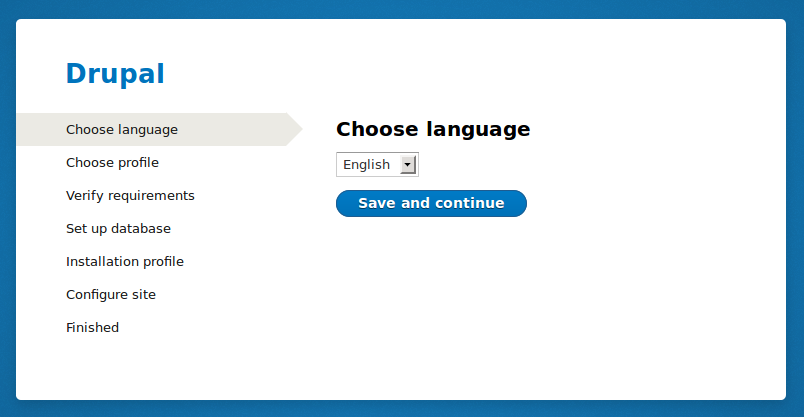 Drupal
Choose language
Choose profile
Verify requirements
Set up database
Installation profile
Configure site
Finished
Choose language
English
Save and continue